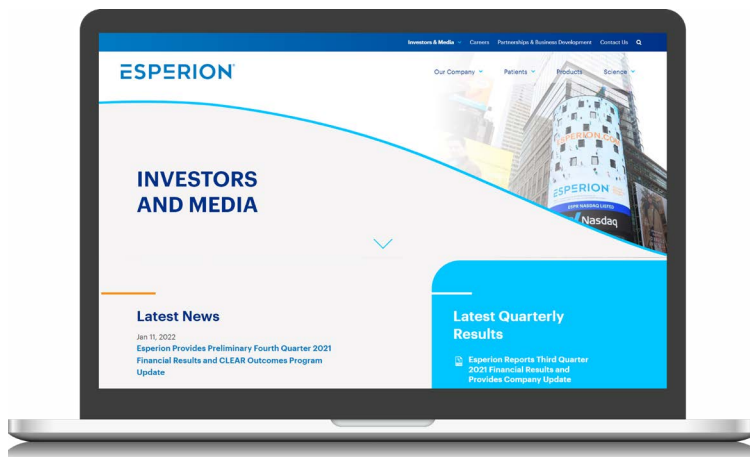 Investors & Media Careers Partnerships & Business Development Contact Us
ESPERION
Our Company Patients Products Science
ESPERION.COM
ESPERION
ESPR NASDAQ LISTED
Nasdaq
INVESTORS
AND MEDIA
Latest News
Jan 11, 2022
Esperion Provides Preliminary Fourth Quarter 2021
Financial Results and CLEAR Outcomes Program
Update
Latest Quarterly
Results
Esperion Reports Third Quarter
2021 Financial Results and
Provides Company Update